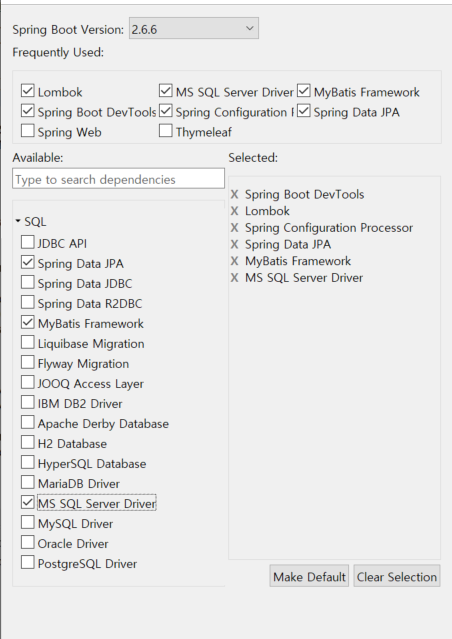 Spring Boot Version: 2.6.6
Frequently Used:
Lombok MS SQL Server Driver MyBatis Framework
Spring Boot DevTools Spring Configuration Spring Data JPA
Spring Web Thymeleaf
Available: Selected:
Type to search dependencies
X Spring Boot DevTools
X Lombok
X Spring Configuration Processor
X Spring Data JPA
X MyBatis Framework
X MS SQL Server Driver
SQL
JDBC API
Spring Data JPA
Spring Data JDBC
Spring Data R2DBC
MyBatis Framework
Liquibase Migration
Flyway Migration
JOOQ Access Layer
IBM DB2 Driver
Apache Derby Database
H2 Database
HyperSQL Database
MariaDB Driver
MS SQL Server Driver
MySQL Driver
Oracle Driver
PostgreSQL Driver
Make Default Clear Selection